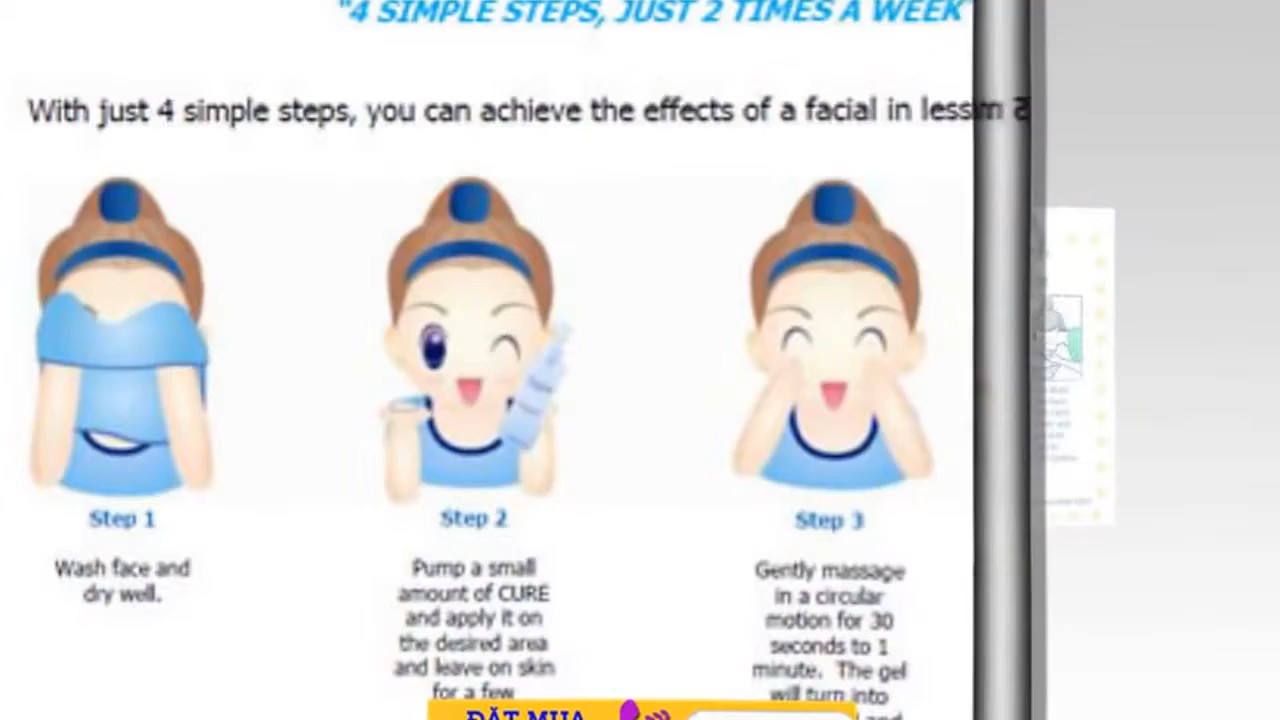 "4 SIMPLE STEPS, JUST 2 TIMES A WEEK"
With just 4 simple steps, you can achieve the effects of a facial in less
Step 1
Wash face and
dry well.
Step 2
Pump a small
amount of CURE
and apply it on
the desired area
and leave on skin
for a few
Step 3
Gently massage
in a circular
motion for 30
seconds to 1
minute. The gel
will turn into
and
ĐẶT MUA